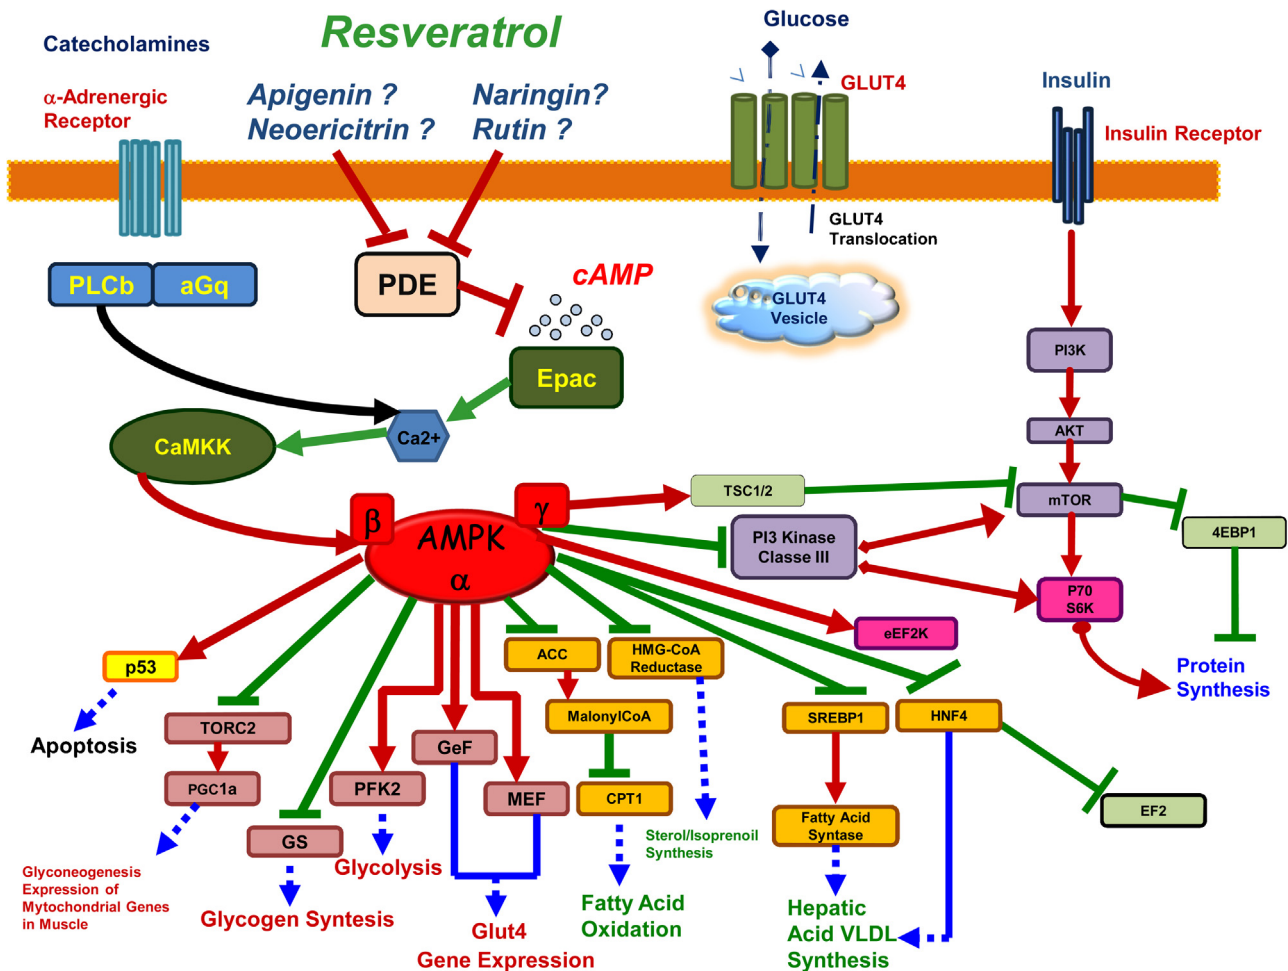 Catecholamines
Resveratrol
Glucose
α-Adrenergic
Receptor
Apigenin ?
Neoericitrin ?
Naringin?
Rutin ?
GLUT4
Insulin
Insulin Receptor
GLUT4
Translocation
PLCb
aGq
PDE
cAMP
GLUT4
Vesicle
PI3K
Epac
AKT
CaMKK
Ca2+
TSC1/2
mTOR
β
γ
AMPK
α
PI3 Kinase
Classe III
4EBP1
P70
S6K
eEF2K
p53
ACC
HMG-CoA
Reductase
Protein
Synthesis
Apoptosis
TORC2
GeF
MalonylCoA
SREBP1
HNF4
PGC1a
PFK2
MEF
CPT1
EF2
GS
Fatty Acid
Syntase
Sterol/Isoprenoil
Synthesis
Glyconeogenesis
Expression of
Mytochondrial Genes
in Muscle
Glycolysis
Glycogen Syntesis
Glut4
Gene Expression
Fatty Acid
Oxidation
Hepatic
Acid VLDL
Synthesis